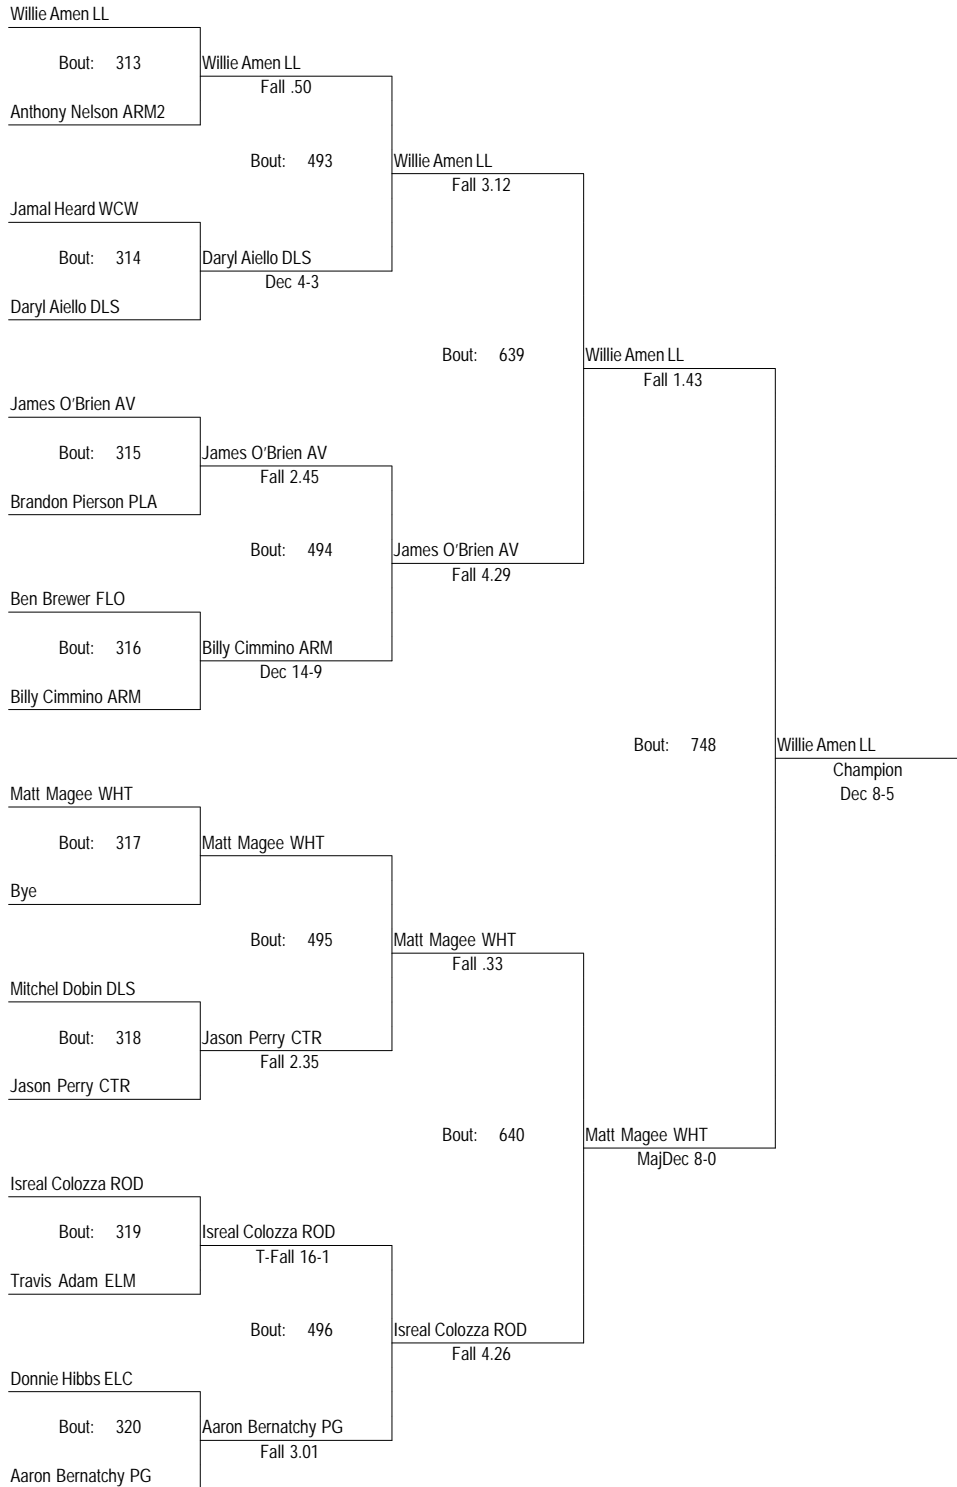 Willie Amen LL
Bout: 313
Willie Amen LL
Fall .50
Anthony Nelson ARM2
Bout: 493
Willie Amen LL
Fall 3.12
Jamal Heard WCW
Bout: 314
Daryl Aiello DLS
Dec 4-3
Daryl Aiello DLS
Bout: 639
Willie Amen LL
Fall 1.43
James O'Brien AV
Bout: 315
James O'Brien AV
Fall 2.45
Brandon Pierson PLA
Bout: 494
James O'Brien AV
Fall 4.29
Ben Brewer FLO
Bout: 316
Billy Cimmino ARM
Dec 14-9
Billy Cimmino ARM
Bout: 748
Willie Amen LL
Champion
Dec 8-5
Matt Magee WHT
Bout: 317
Matt Magee WHT
Bye
Bout: 495
Matt Magee WHT
Fall .33
Mitchel Dobin DLS
Bout: 318
Jason Perry CTR
Fall 2.35
Jason Perry CTR
Bout: 640
Matt Magee WHT
MajDec 8-0
Isreal Colozza ROD
Bout: 319
Isreal Colozza ROD
T-Fall 16-1
Travis Adam ELM
Bout: 496
Isreal Colozza ROD
Fall 4.26
Donnie Hibbs ELC
Bout: 320
Aaron Bernatchy PG
Fall 3.01
Aaron Bernatchy PG